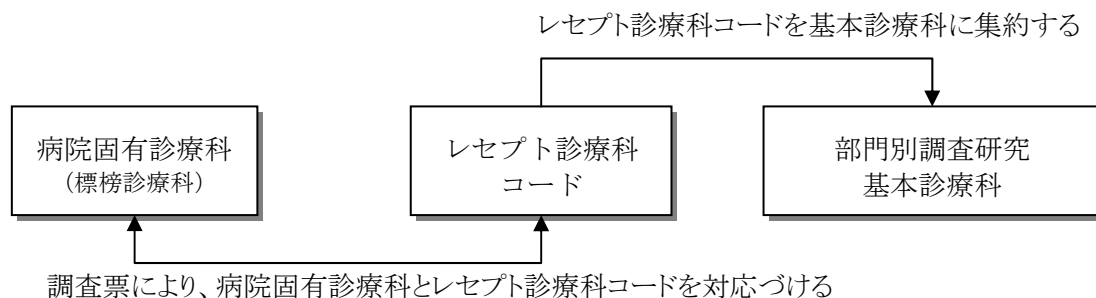 レセプト診療科コードを基本診療科に集約する
病院固有診療科
(標榜診療科)
レセプト診療科
コード
部門別調査研究
基本診療科
調査票により、病院固有診療科とレセプト診療科コードを対応づける